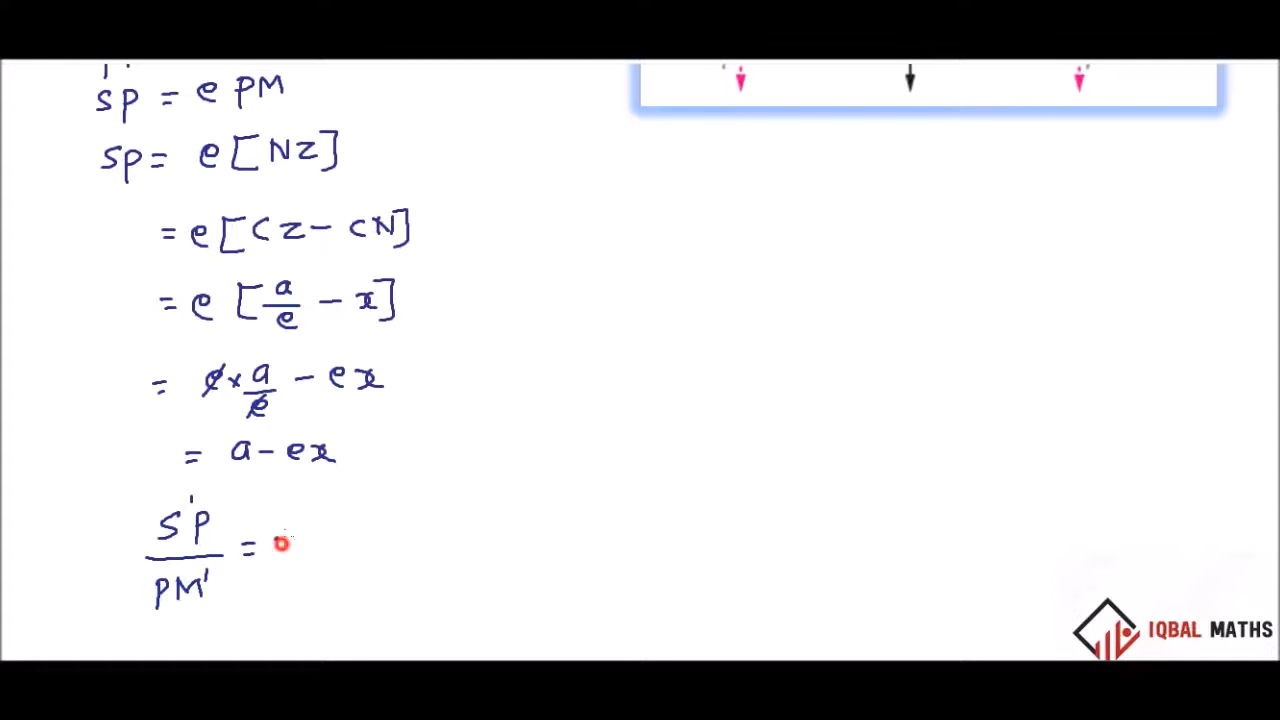 SP = e PM
SP = e [NZ]
= e [CZ - CN]
= e [a/e - x]
= e × a/e - ex
= a - ex
S'P/PM' =
IQBAL MATHS